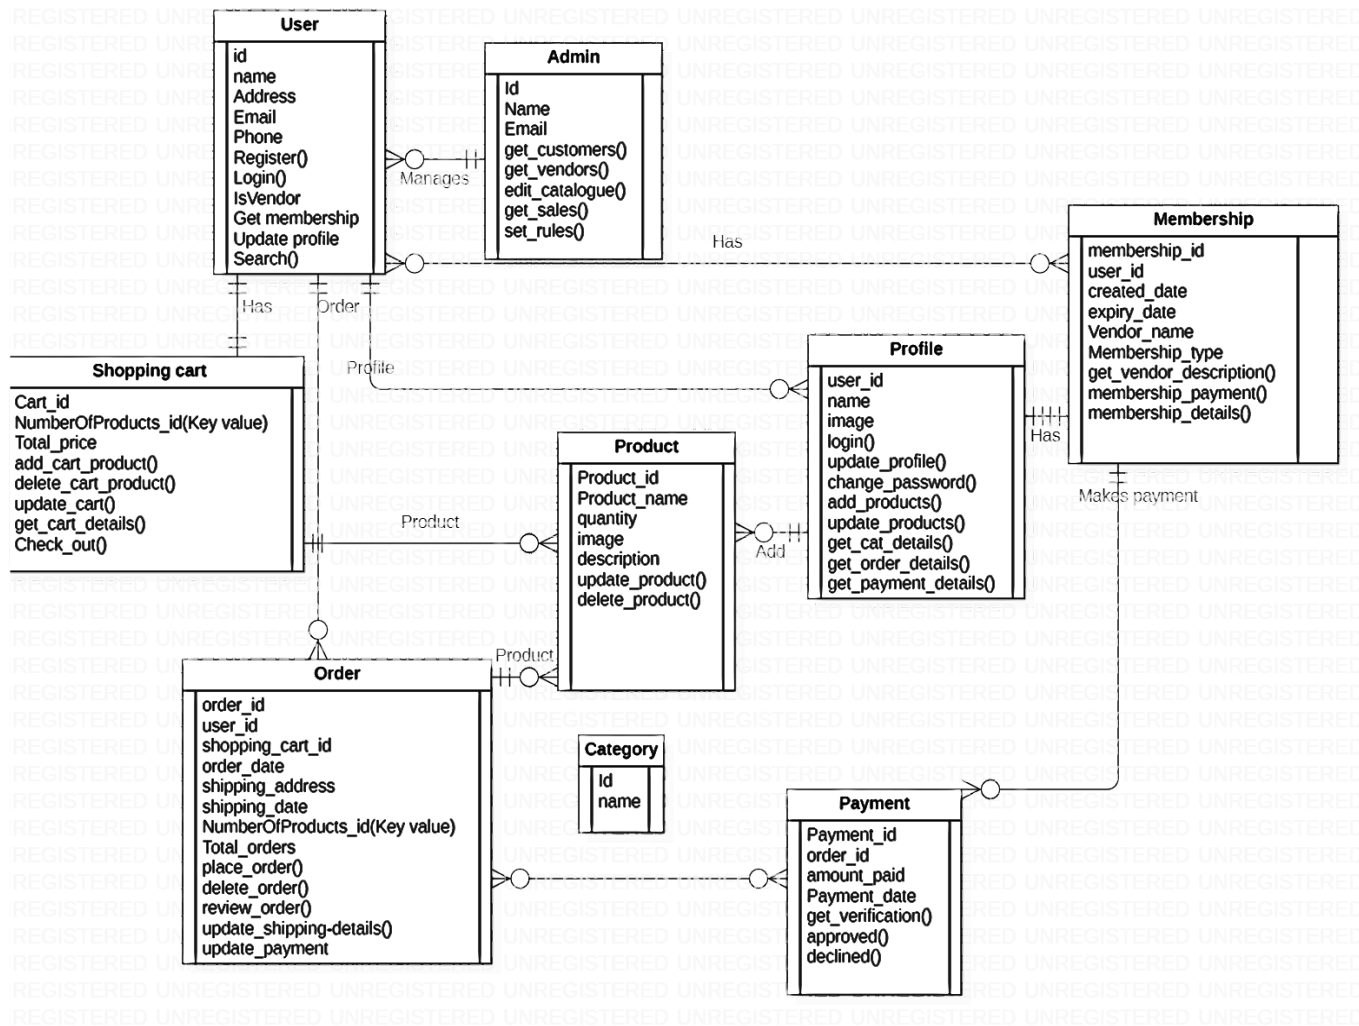 User
id
name
Address
Email
Phone
Register()
Login()
IsVendor
Get membership
Update profile
Search()
Admin
Id
Name
Email
get_customers()
get_vendors()
edit_catalogue()
get_sales()
set_rules()
Manages
Has
Membership
membership_id
user_id
created_date
expiry_date
Vendor_name
Membership_type
get_vendor_description()
membership_payment()
membership_details()
Has
Order
Profile
Shopping cart
Cart_id
NumberOfProducts_id(Key value)
Total_price
add_cart_product()
delete_cart_product()
update_cart()
get_cart_details()
Check_out()
Product
Product
Product_id
Product_name
quantity
image
description
update_product()
delete_product()
Add
Profile
user_id
name
image
login()
update_profile()
change_password()
add_products()
update_products()
get_cat_details()
get_order_details()
get_payment_details()
Has
Makes payment
Product
Order
order_id
user_id
shopping_cart_id
order_date
shipping_address
shipping_date
NumberOfProducts_id(Key value)
Total_orders
place_order()
delete_order()
review_order()
update_shipping-details()
update_payment
Category
Id
name
Payment
Payment_id
order_id
amount_paid
Payment_date
get_verification()
approved()
declined()